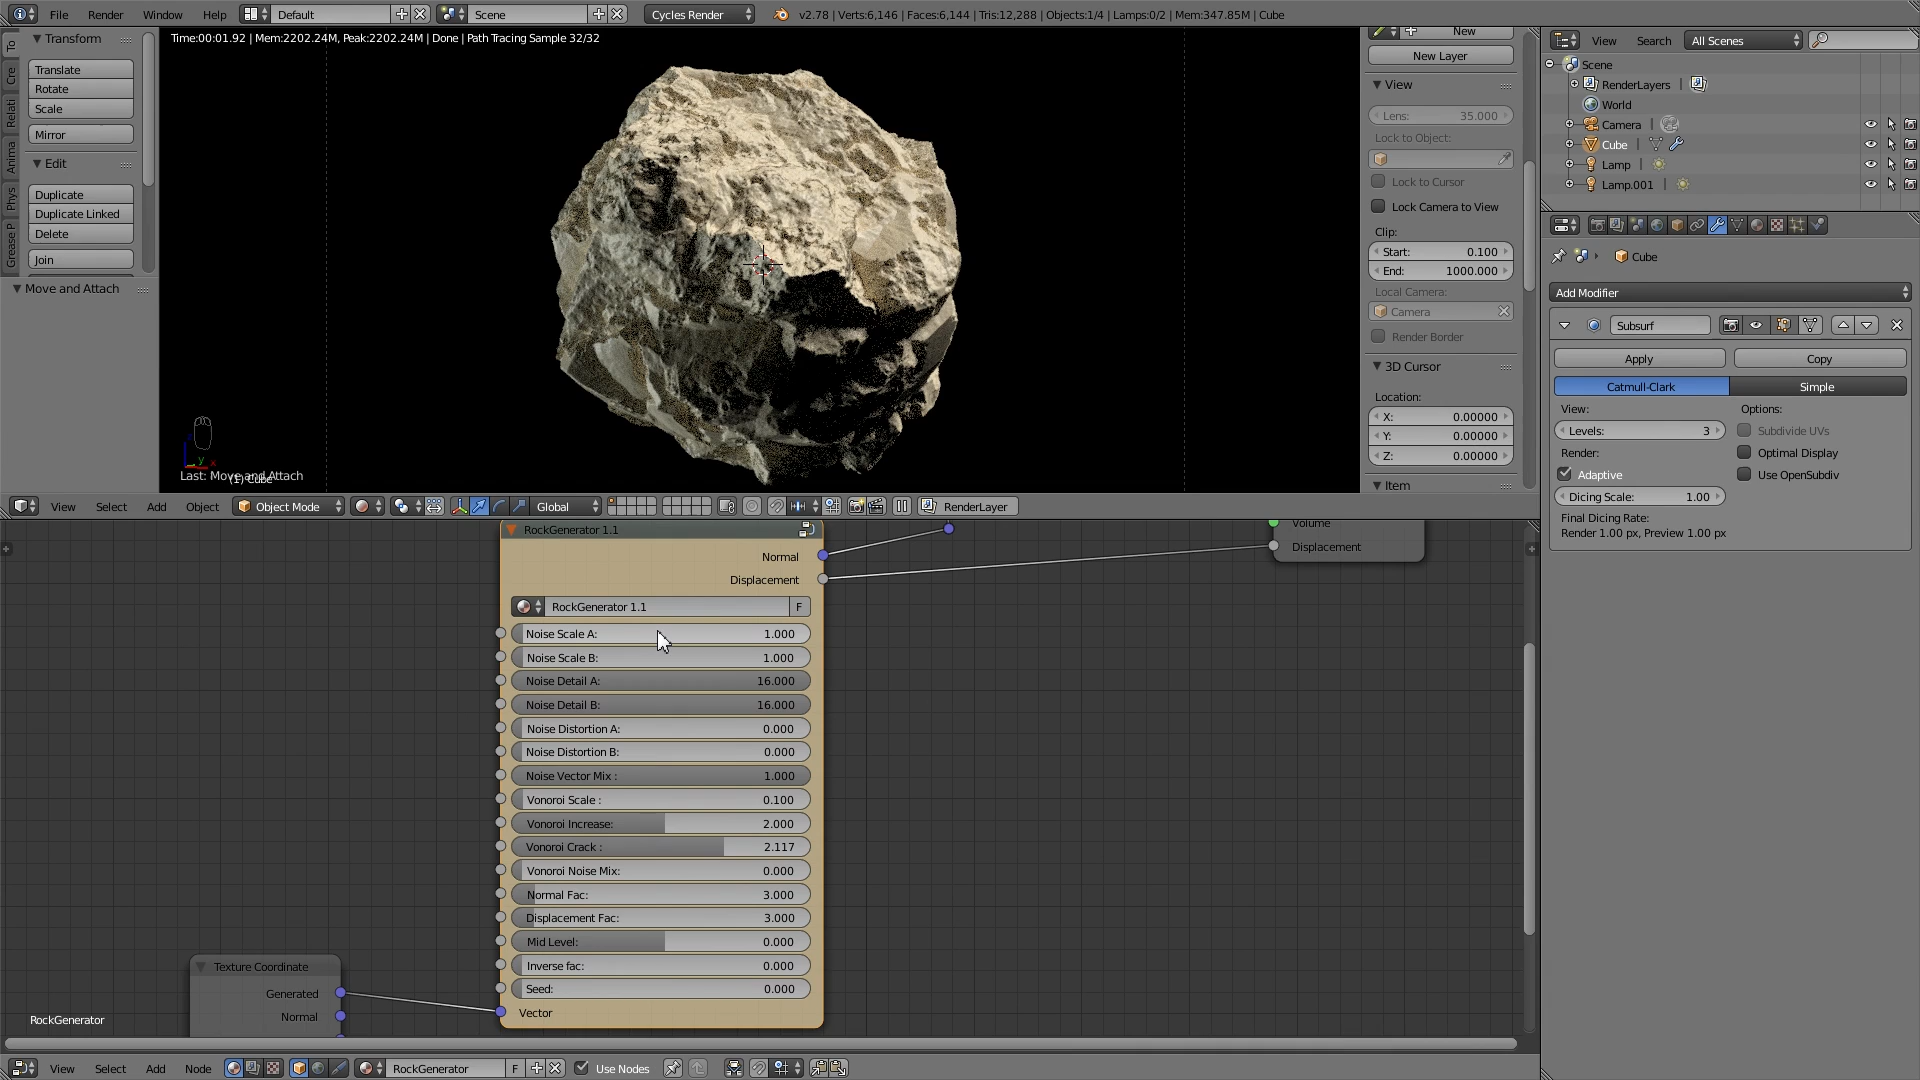 File Render Window Help Default Scene Cycles Render v2.78 | Verts:6,146 | Faces:6,144 | Tris:12,288 | Objects:1/4 | Lamps:0/2 | Mem:347.85M | Cube
Time:00:01.92 | Mem:2202.24M, Peak:2202.24M | Done | Path Tracing Sample 32/32
Transform
Translate
Rotate
Scale
Mirror
Edit
Duplicate
Duplicate Linked
Delete
Join
Move and Attach
To
Cre
Relati
Anima
Phys
Grease P
Last: Move and Attach
(1) Cube
New
New Layer
View
Lens: 35.000
Lock to Object:
Lock to Cursor
Lock Camera to View
Clip:
Start: 0.100
End: 1000.000
Local Camera:
Camera
Render Border
3D Cursor
Location:
X: 0.00000
Y: 0.00000
Z: 0.00000
Item
View Search All Scenes
Scene
RenderLayers |
World
Camera |
Cube |
Lamp |
Lamp.001 |
Cube
Add Modifier
Subsurf
Apply Copy
Catmull-Clark Simple
View: Options:
Levels: 3 Subdivide UVs
Render: Optimal Display
Adaptive Use OpenSubdiv
Dicing Scale: 1.00
Final Dicing Rate:
Render 1.00 px, Preview 1.00 px
View Select Add Object Object Mode Global RenderLayer
RockGenerator 1.1
Normal
Displacement
RockGenerator 1.1 F
Noise Scale A: 1.000
Noise Scale B: 1.000
Noise Detail A: 16.000
Noise Detail B: 16.000
Noise Distortion A: 0.000
Noise Distortion B: 0.000
Noise Vector Mix : 1.000
Vonoroi Scale : 0.100
Vonoroi Increase: 2.000
Vonoroi Crack : 2.117
Vonoroi Noise Mix: 0.000
Normal Fac: 3.000
Displacement Fac: 3.000
Mid Level: 0.000
Inverse fac: 0.000
Seed: 0.000
Vector
Volume
Displacement
Texture Coordinate
Generated
Normal
RockGenerator
View Select Add Node RockGenerator F Use Nodes